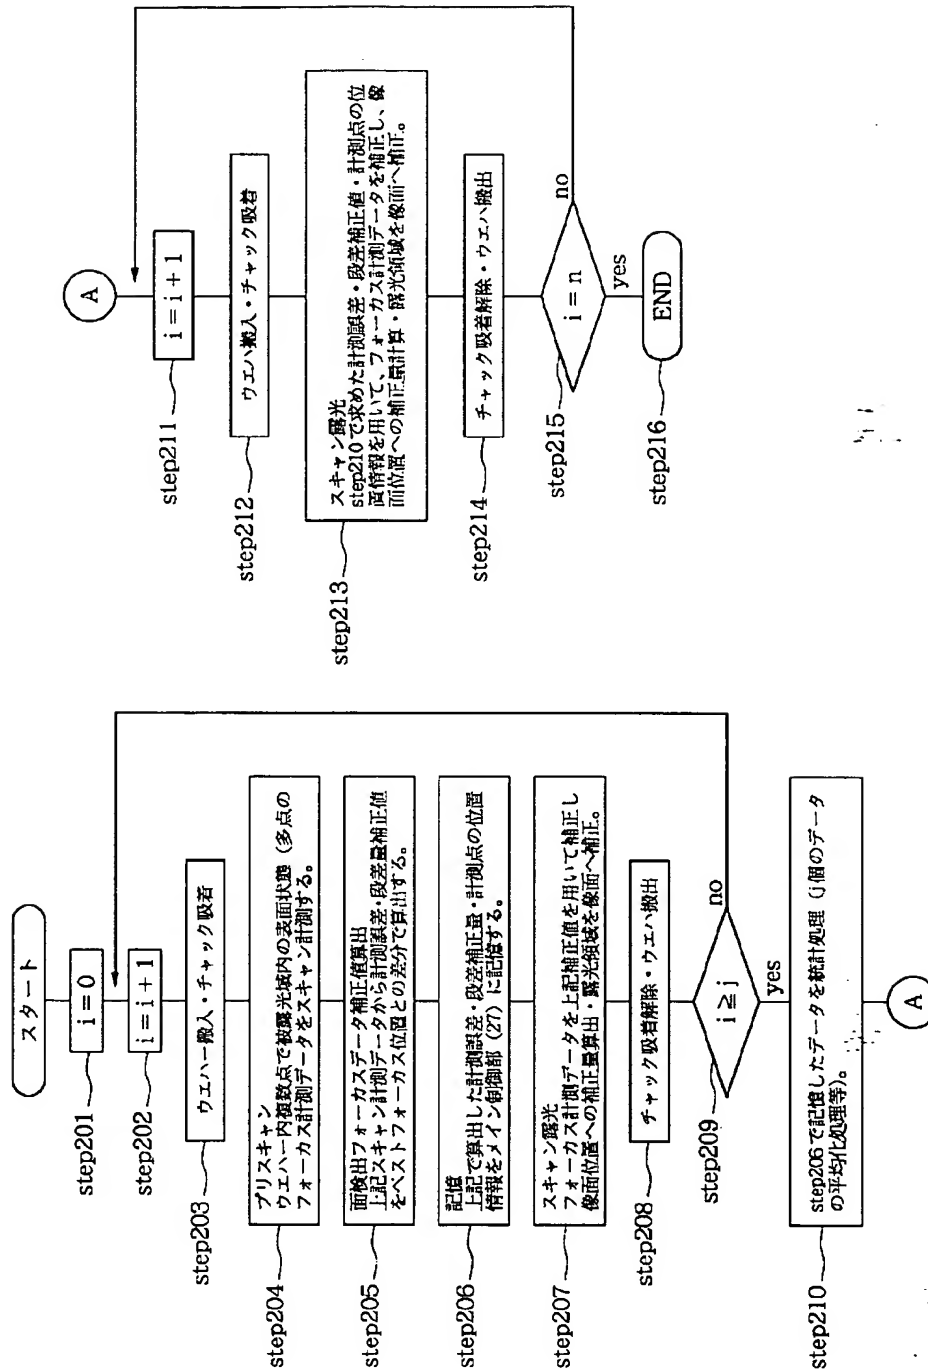 スタート
step201
i=0
step202
i=i+1
step203
ウエハー搬入・チャック吸着
step204
プリスキャン
ウエハー内複数点で被露光域内の表面状態(多点の
フォーカス計測データをスキャン計測する。
step205
面検出フォーカスデータ補正値算出
上記スキャン計測データから計測誤差・段差量補正値
をベストフォーカス位置との差分で算出する。
step206
記憶
上記で算出した計測誤差・段差補正量・計測点の位置
情報をメイン制御部(27)に記憶する。
step207
スキャン露光
フォーカス計測データを上記補正値を用いて補正し
像面位置への補正量算出・露光領域を像面へ補正。
step208
チャック吸着解除・ウエハ搬出
step209
i≧j
no
yes
step210
step206で記憶したデータを統計処理(j個のデータ
の平均化処理等)。
A
A
step211
i=i+1
step212
ウエハ搬入・チャック吸着
step213
スキャン露光
step210で求めた計測誤差・段差補正値・計測点の位
置情報を用いて、フォーカス計測データを補正し、像
面位置への補正量計算・露光領域を像面へ補正。
step214
チャック吸着解除・ウエハ搬出
step215
i=n
no
yes
step216
END